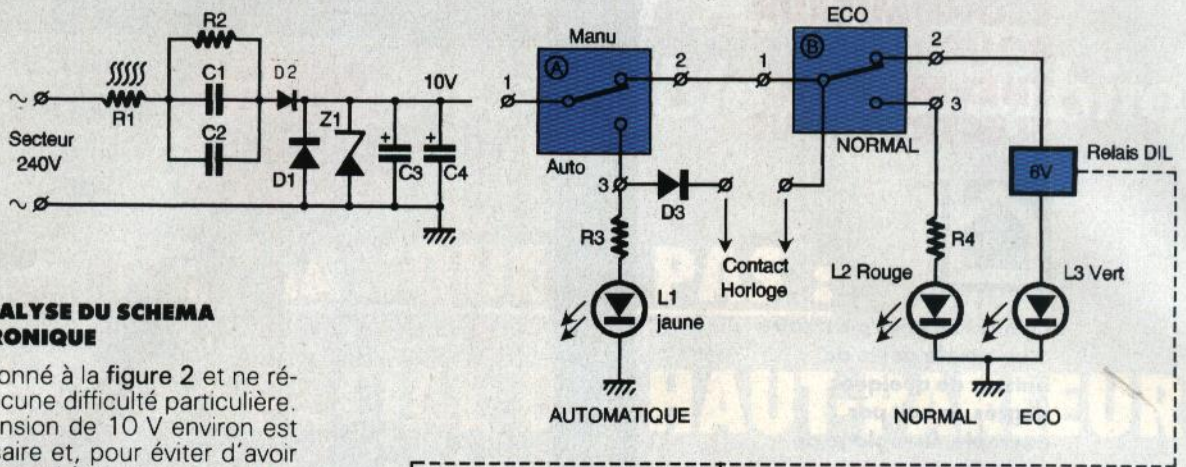 R2
C1
C2
R1
D2
10V
Secteur
240V
D1
Z1
C3
C4
+
+
Manu
A
1
2
Auto
3
D3
R3
L1
jaune
AUTOMATIQUE
Contact
Horloge
ECO
B
1
2
3
NORMAL
Relais DIL
6V
R4
L2 Rouge
L3 Vert
NORMAL
ECO
ALYSE DU SCHEMA
RONIQUE
onné à la figure 2 et ne ré-
cune difficulté particulière.
nsion de 10 V environ est
saire et, pour éviter d'avoir